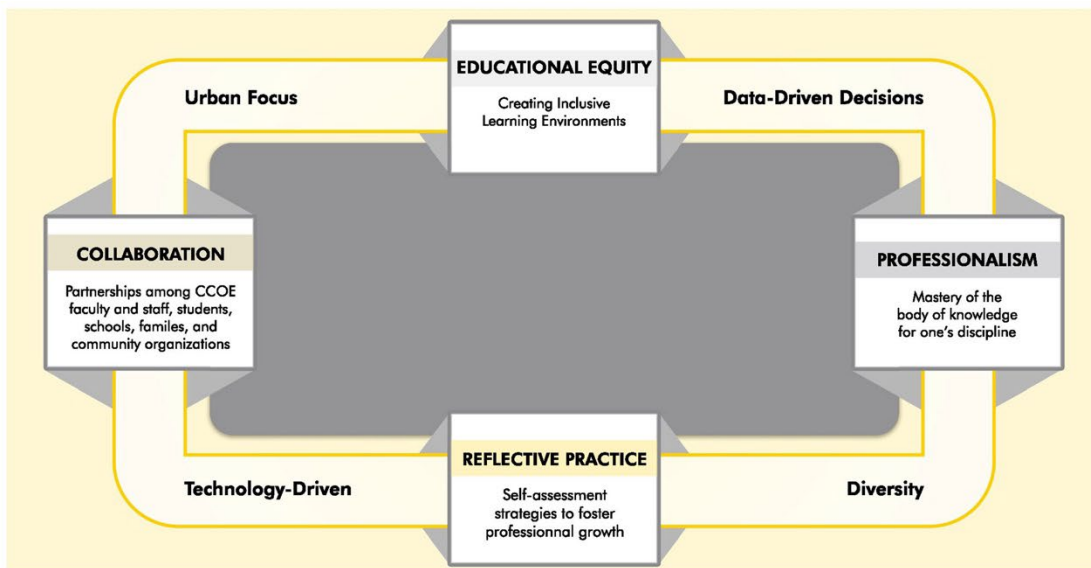 Urban Focus
EDUCATIONAL EQUITY
Creating Inclusive
Learning Environments
Data-Driven Decisions
COLLABORATION
Partnerships among CCOE
faculty and staff, students,
schools, familes, and
community organizations
PROFESSIONALISM
Mastery of the
body of knowledge
for one's discipline
Technology-Driven
REFLECTIVE PRACTICE
Self-assessment
strategies to foster
professionnal growth
Diversity